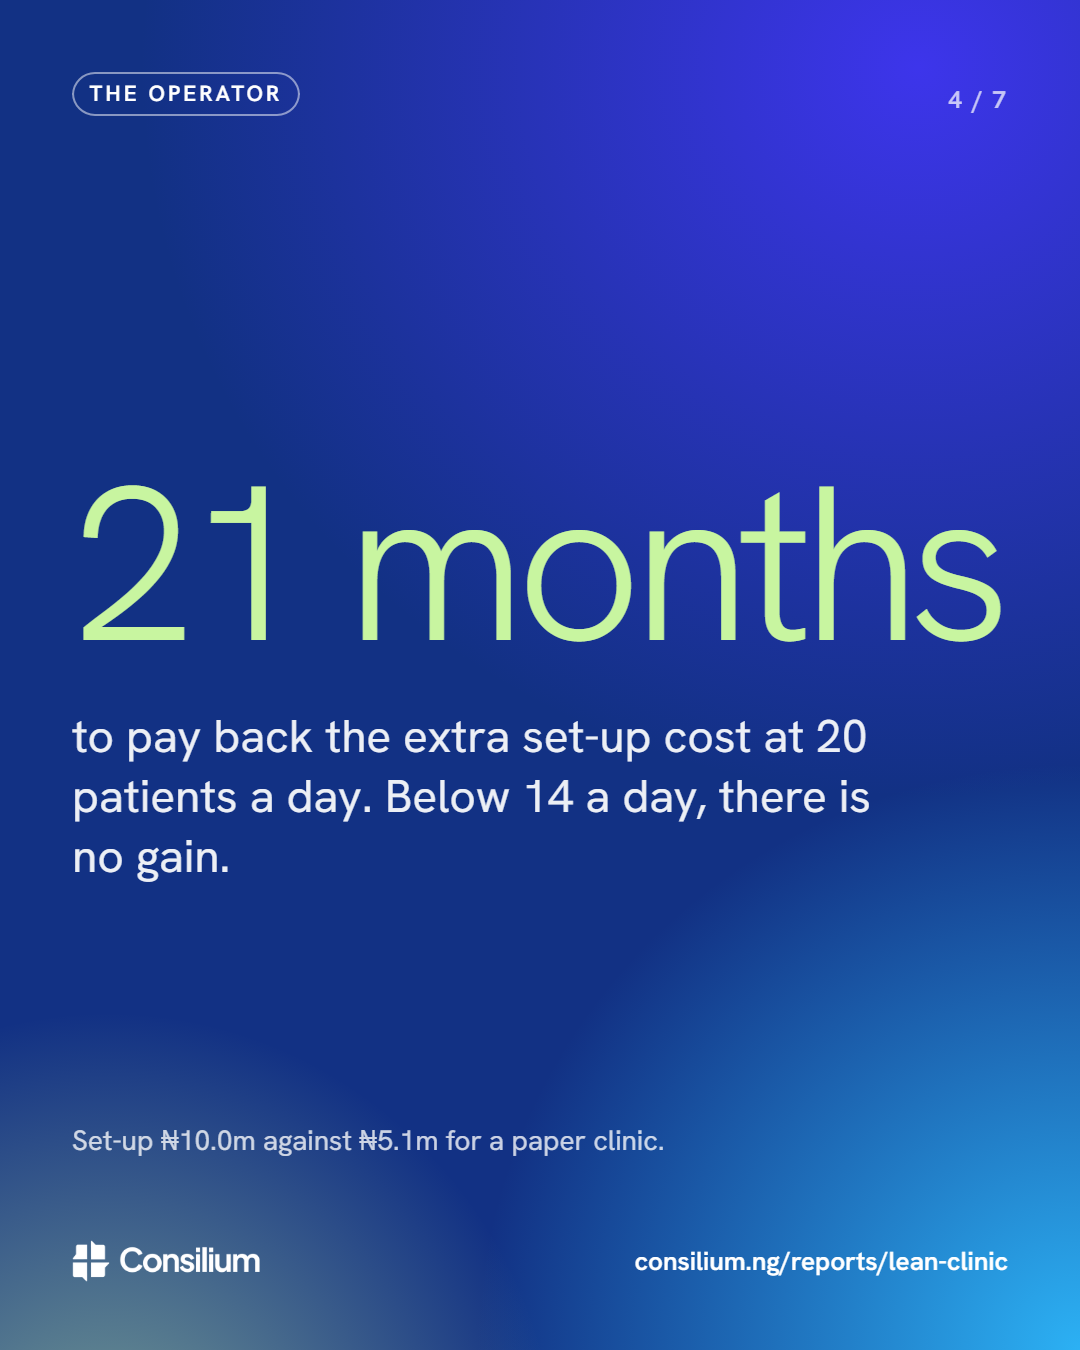 THE OPERATOR
4 / 7
21 months
to pay back the extra set-up cost at 20
patients a day. Below 14 a day, there is
no gain.
Set-up ₦10.0m against ₦5.1m for a paper clinic.
Consilium
consilium.ng/reports/lean-clinic